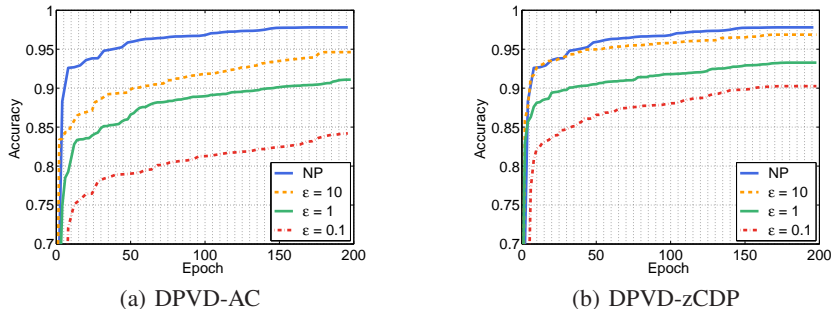 1
0.95
0.9
0.85
0.8
0.75
0.7
Accuracy
0 50 100 150 200
Epoch
NP
ε = 10
ε = 1
ε = 0.1
(a) DPVD-AC
1
0.95
0.9
0.85
0.8
0.75
0.7
Accuracy
0 50 100 150 200
Epoch
NP
ε = 10
ε = 1
ε = 0.1
(b) DPVD-zCDP